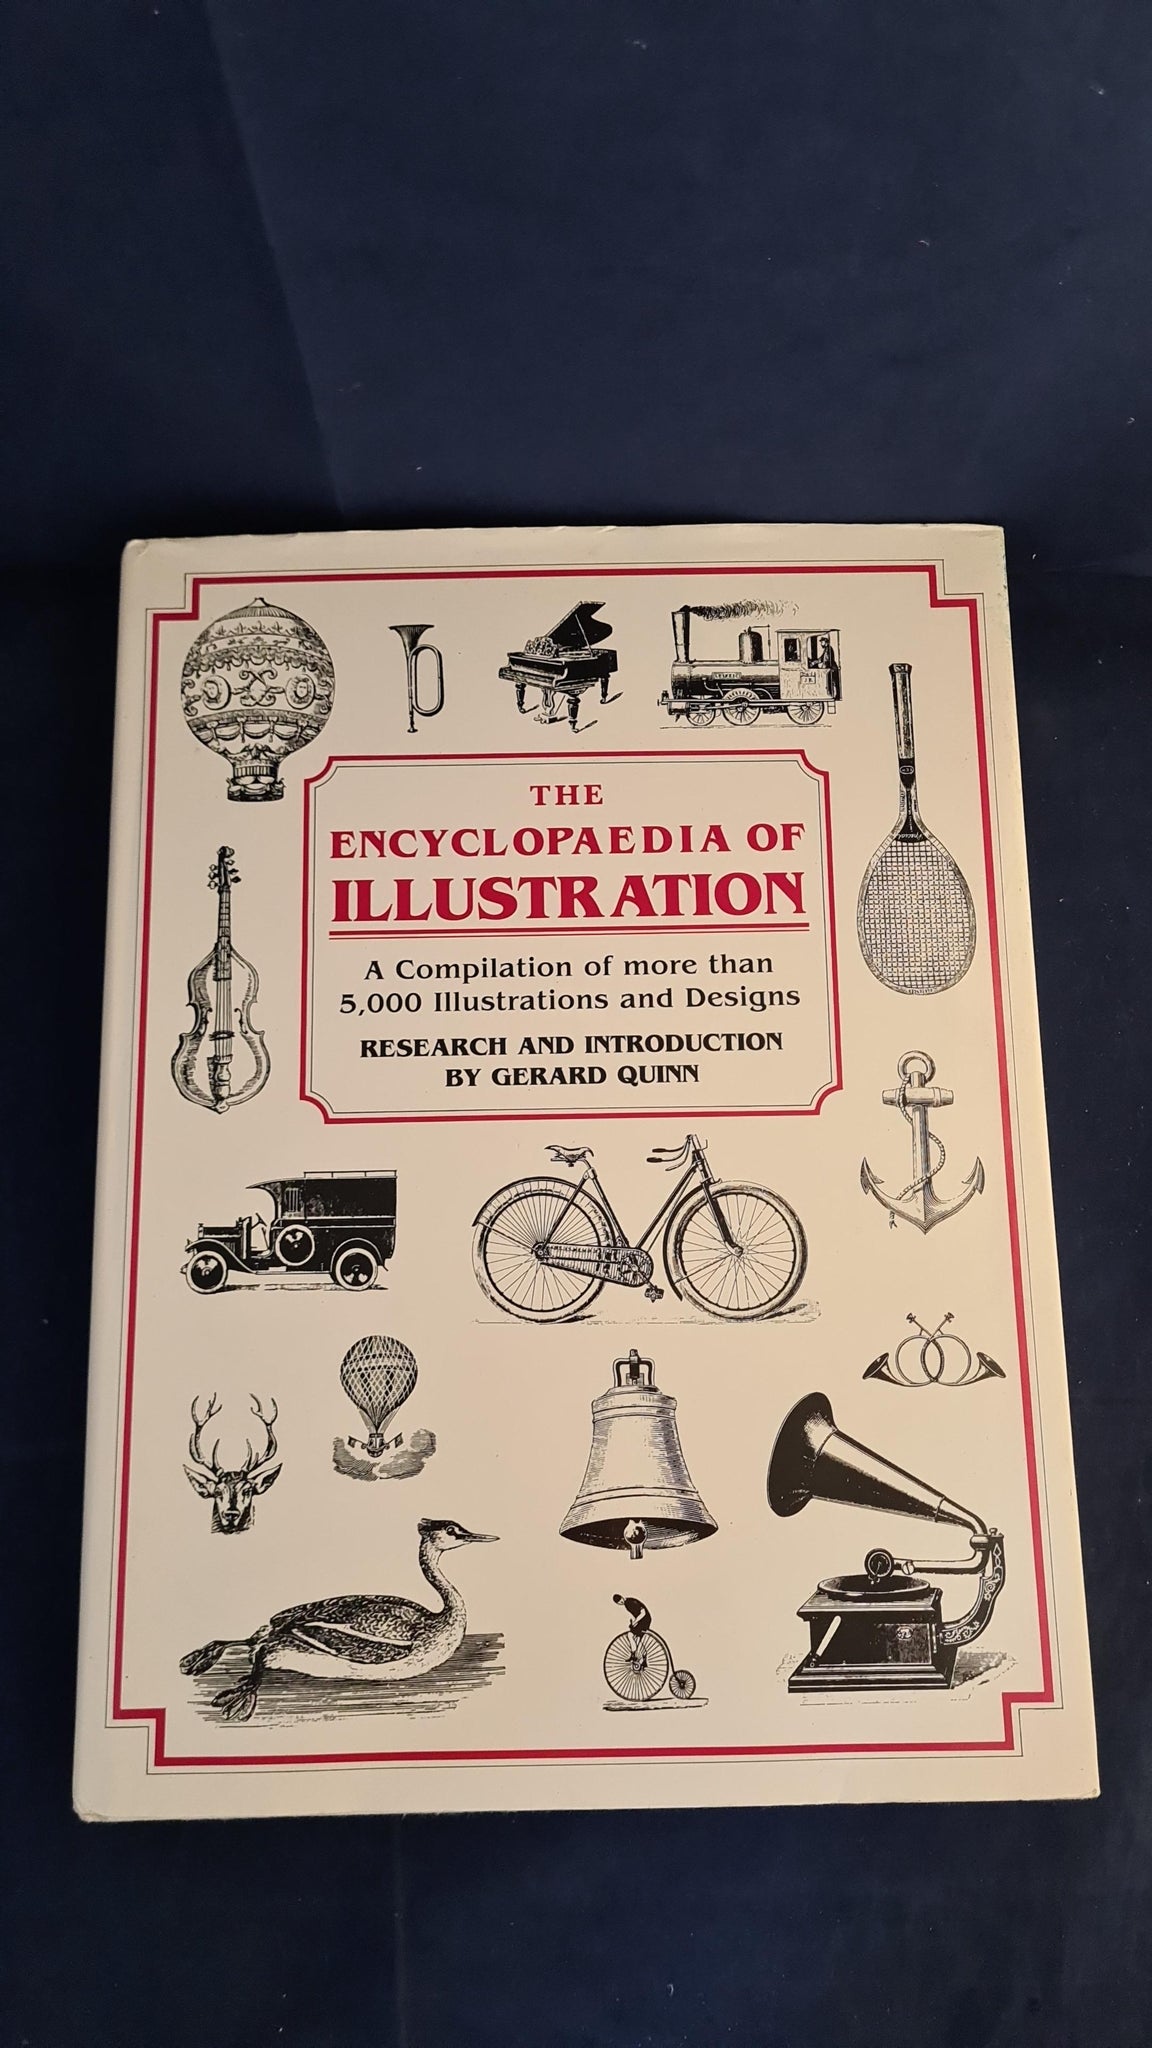 THE
ENCYCLOPAEDIA OF
ILLUSTRATION
A Compilation of more than
5,000 Illustrations and Designs
RESEARCH AND INTRODUCTION
BY GERARD QUINN